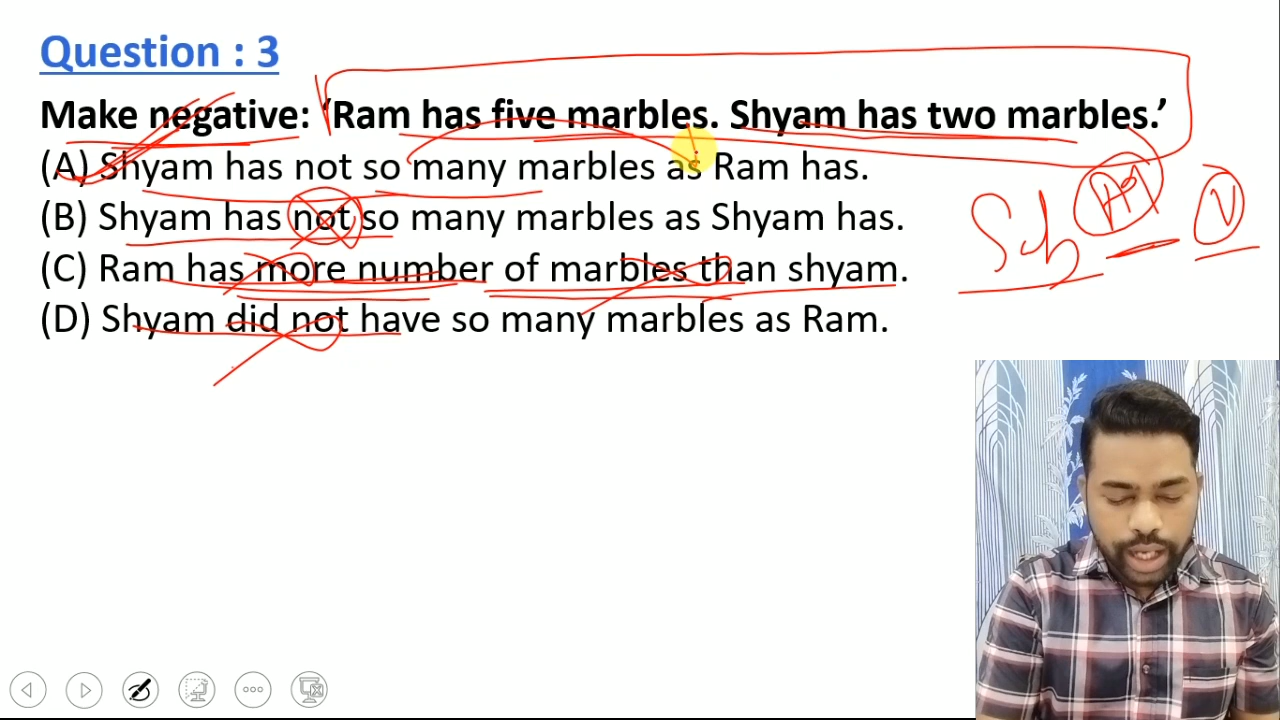 Question : 3
Make negative: ‘Ram has five marbles. Shyam has two marbles.’
(A) Shyam has not so many marbles as Ram has.
(B) Shyam has not so many marbles as Shyam has.
(C) Ram has more number of marbles than shyam.
(D) Shyam did not have so many marbles as Ram.